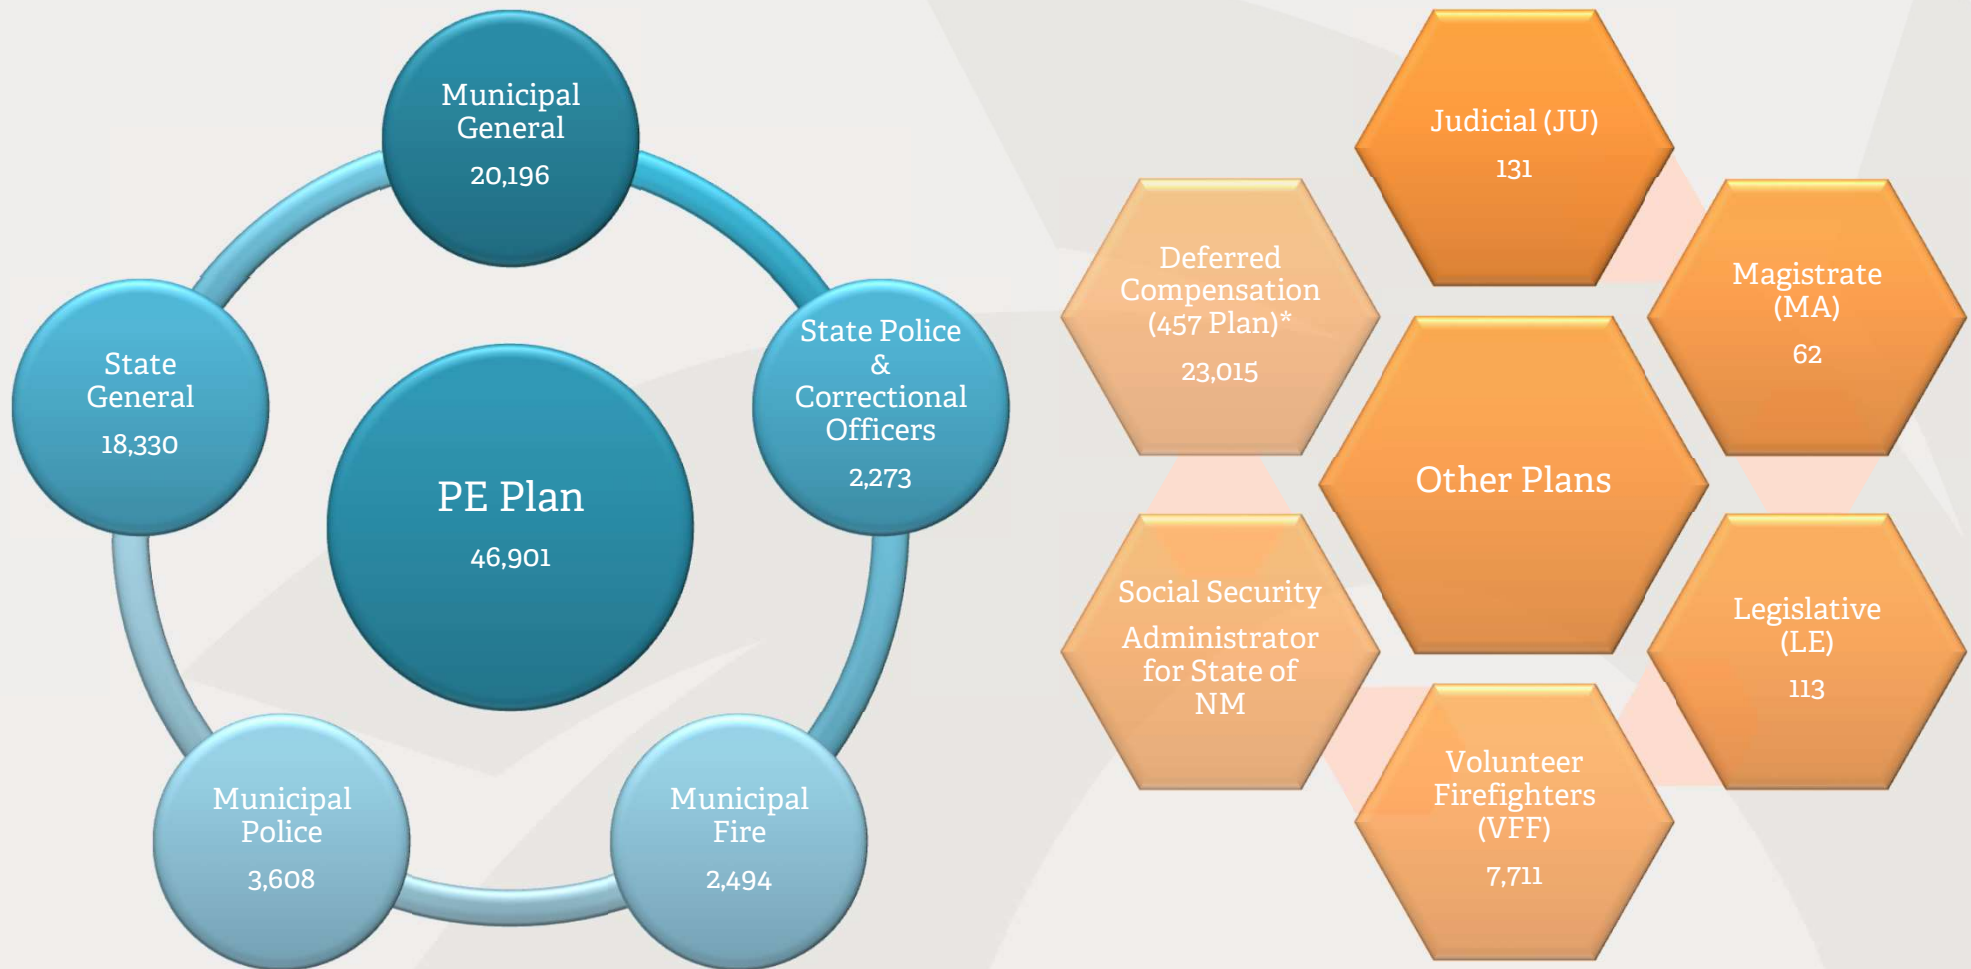 Municipal
General
20,196
State Police
&
Correctional
Officers
2,273
Municipal
Fire
2,494
Municipal
Police
3,608
State
General
18,330
PE Plan
46,901
Judicial (JU)
131
Magistrate
(MA)
62
Legislative
(LE)
113
Volunteer
Firefighters
(VFF)
7,711
Social Security
Administrator
for State of
NM
Deferred
Compensation
(457 Plan)*
23,015
Other Plans